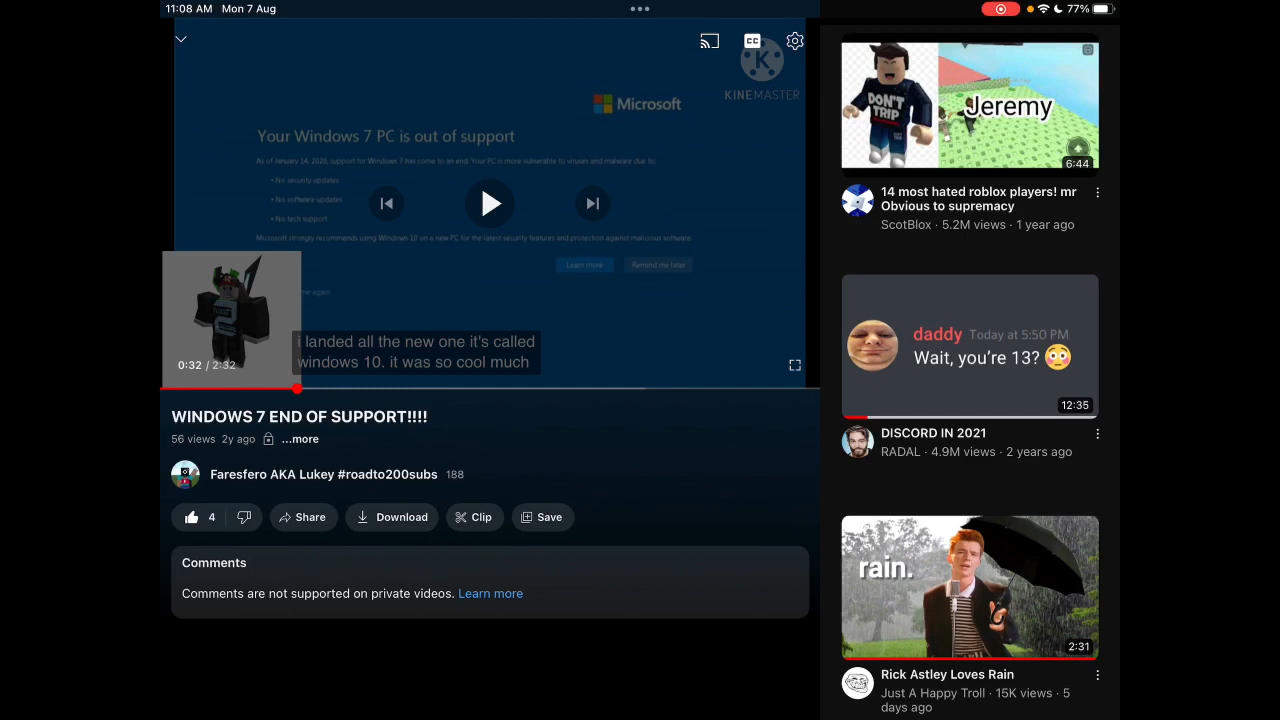 11:08 AM Mon 7 Aug
77%
CC
K
KINEMASTER
Microsoft
Your Windows 7 PC is out of support
As of January 14, 2020, support for Windows 7 has come to an end. Your PC is more vulnerable to viruses and malware due to:
• No security updates
• No software updates
• No tech support
Microsoft strongly recommends using Windows 10 on a new PC for the latest security features and protection against malicious software.
Learn more
Remind me later
me again
i landed all the new one it's called
windows 10. it was so cool much
0:32 / 2:32
WINDOWS 7 END OF SUPPORT!!!!
56 views 2y ago ...more
Faresfero AKA Lukey #roadto200subs 188
4
Share
Download
Clip
Save
Comments
Comments are not supported on private videos. Learn more
DON'T
TRIP
Jeremy
6:44
14 most hated roblox players! mr
Obvious to supremacy
ScotBlox · 5.2M views · 1 year ago
daddy Today at 5:50 PM
Wait, you're 13? 😳
12:35
DISCORD IN 2021
RADAL · 4.9M views · 2 years ago
rain.
2:31
Rick Astley Loves Rain
Just A Happy Troll · 15K views · 5
days ago